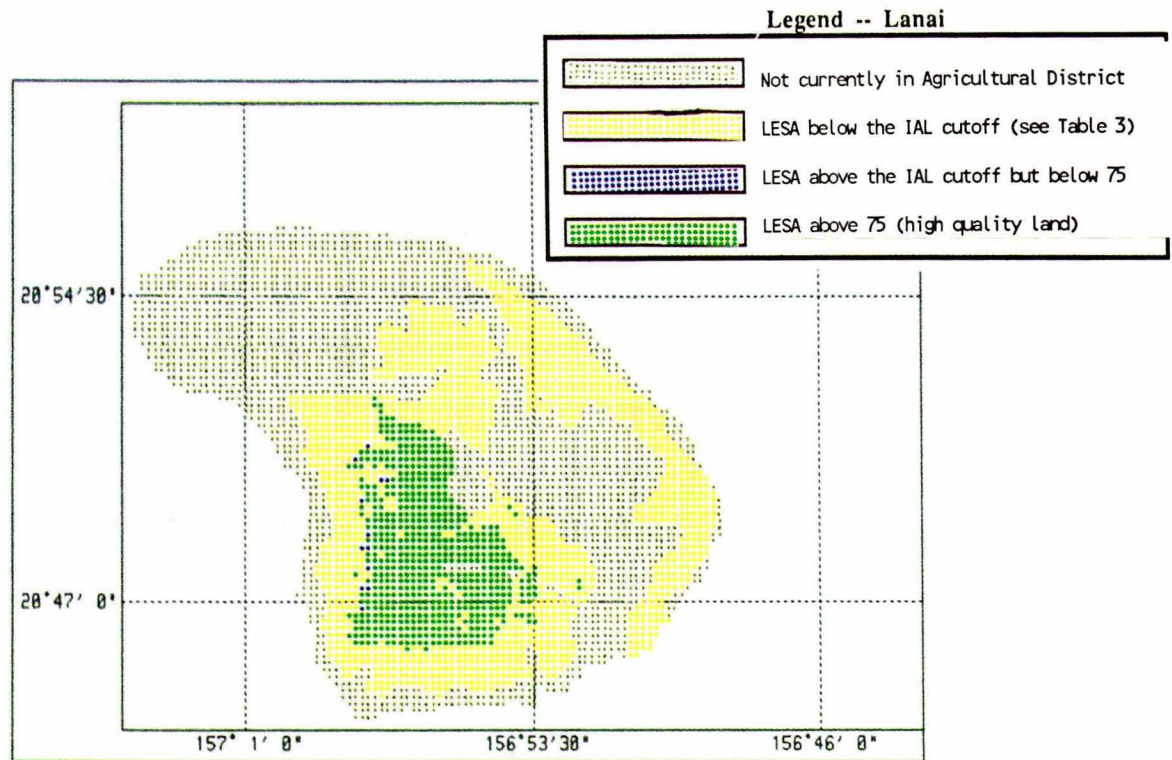 Legend -- Lanai
Not currently in Agricultural District
LESA below the IAL cutoff (see Table 3)
LESA above the IAL cutoff but below 75
LESA above 75 (high quality land)
20°54'30"
20°47' 0"
157° 1' 0" 156°53'30" 156°46' 0"